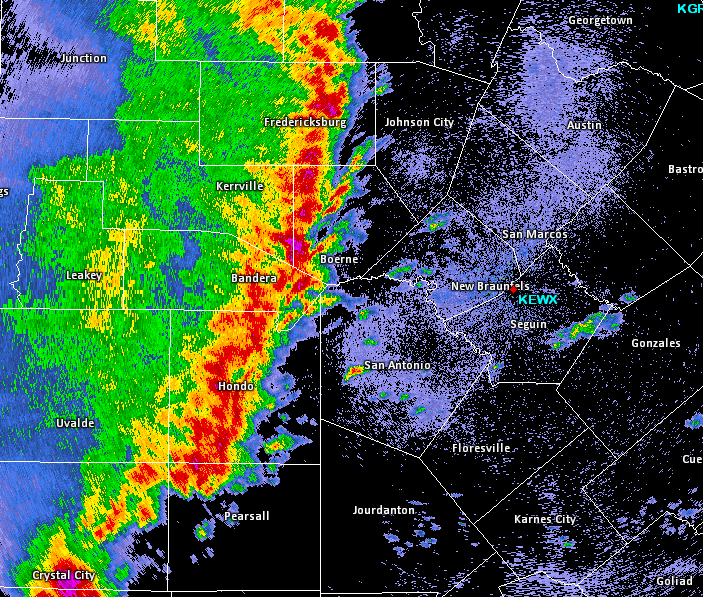 KGR
Georgetown
Junction
Fredericksburg
Johnson City
Austin
Bastro
gs
Kerrville
San Marcos
Boerne
Leakey
Bandera
New Braunfels
KEWX
Seguin
Gonzales
San Antonio
Hondo
Uvalde
Floresville
Cue
Jourdanton
Pearsall
Karnes City
Crystal City
Goliad